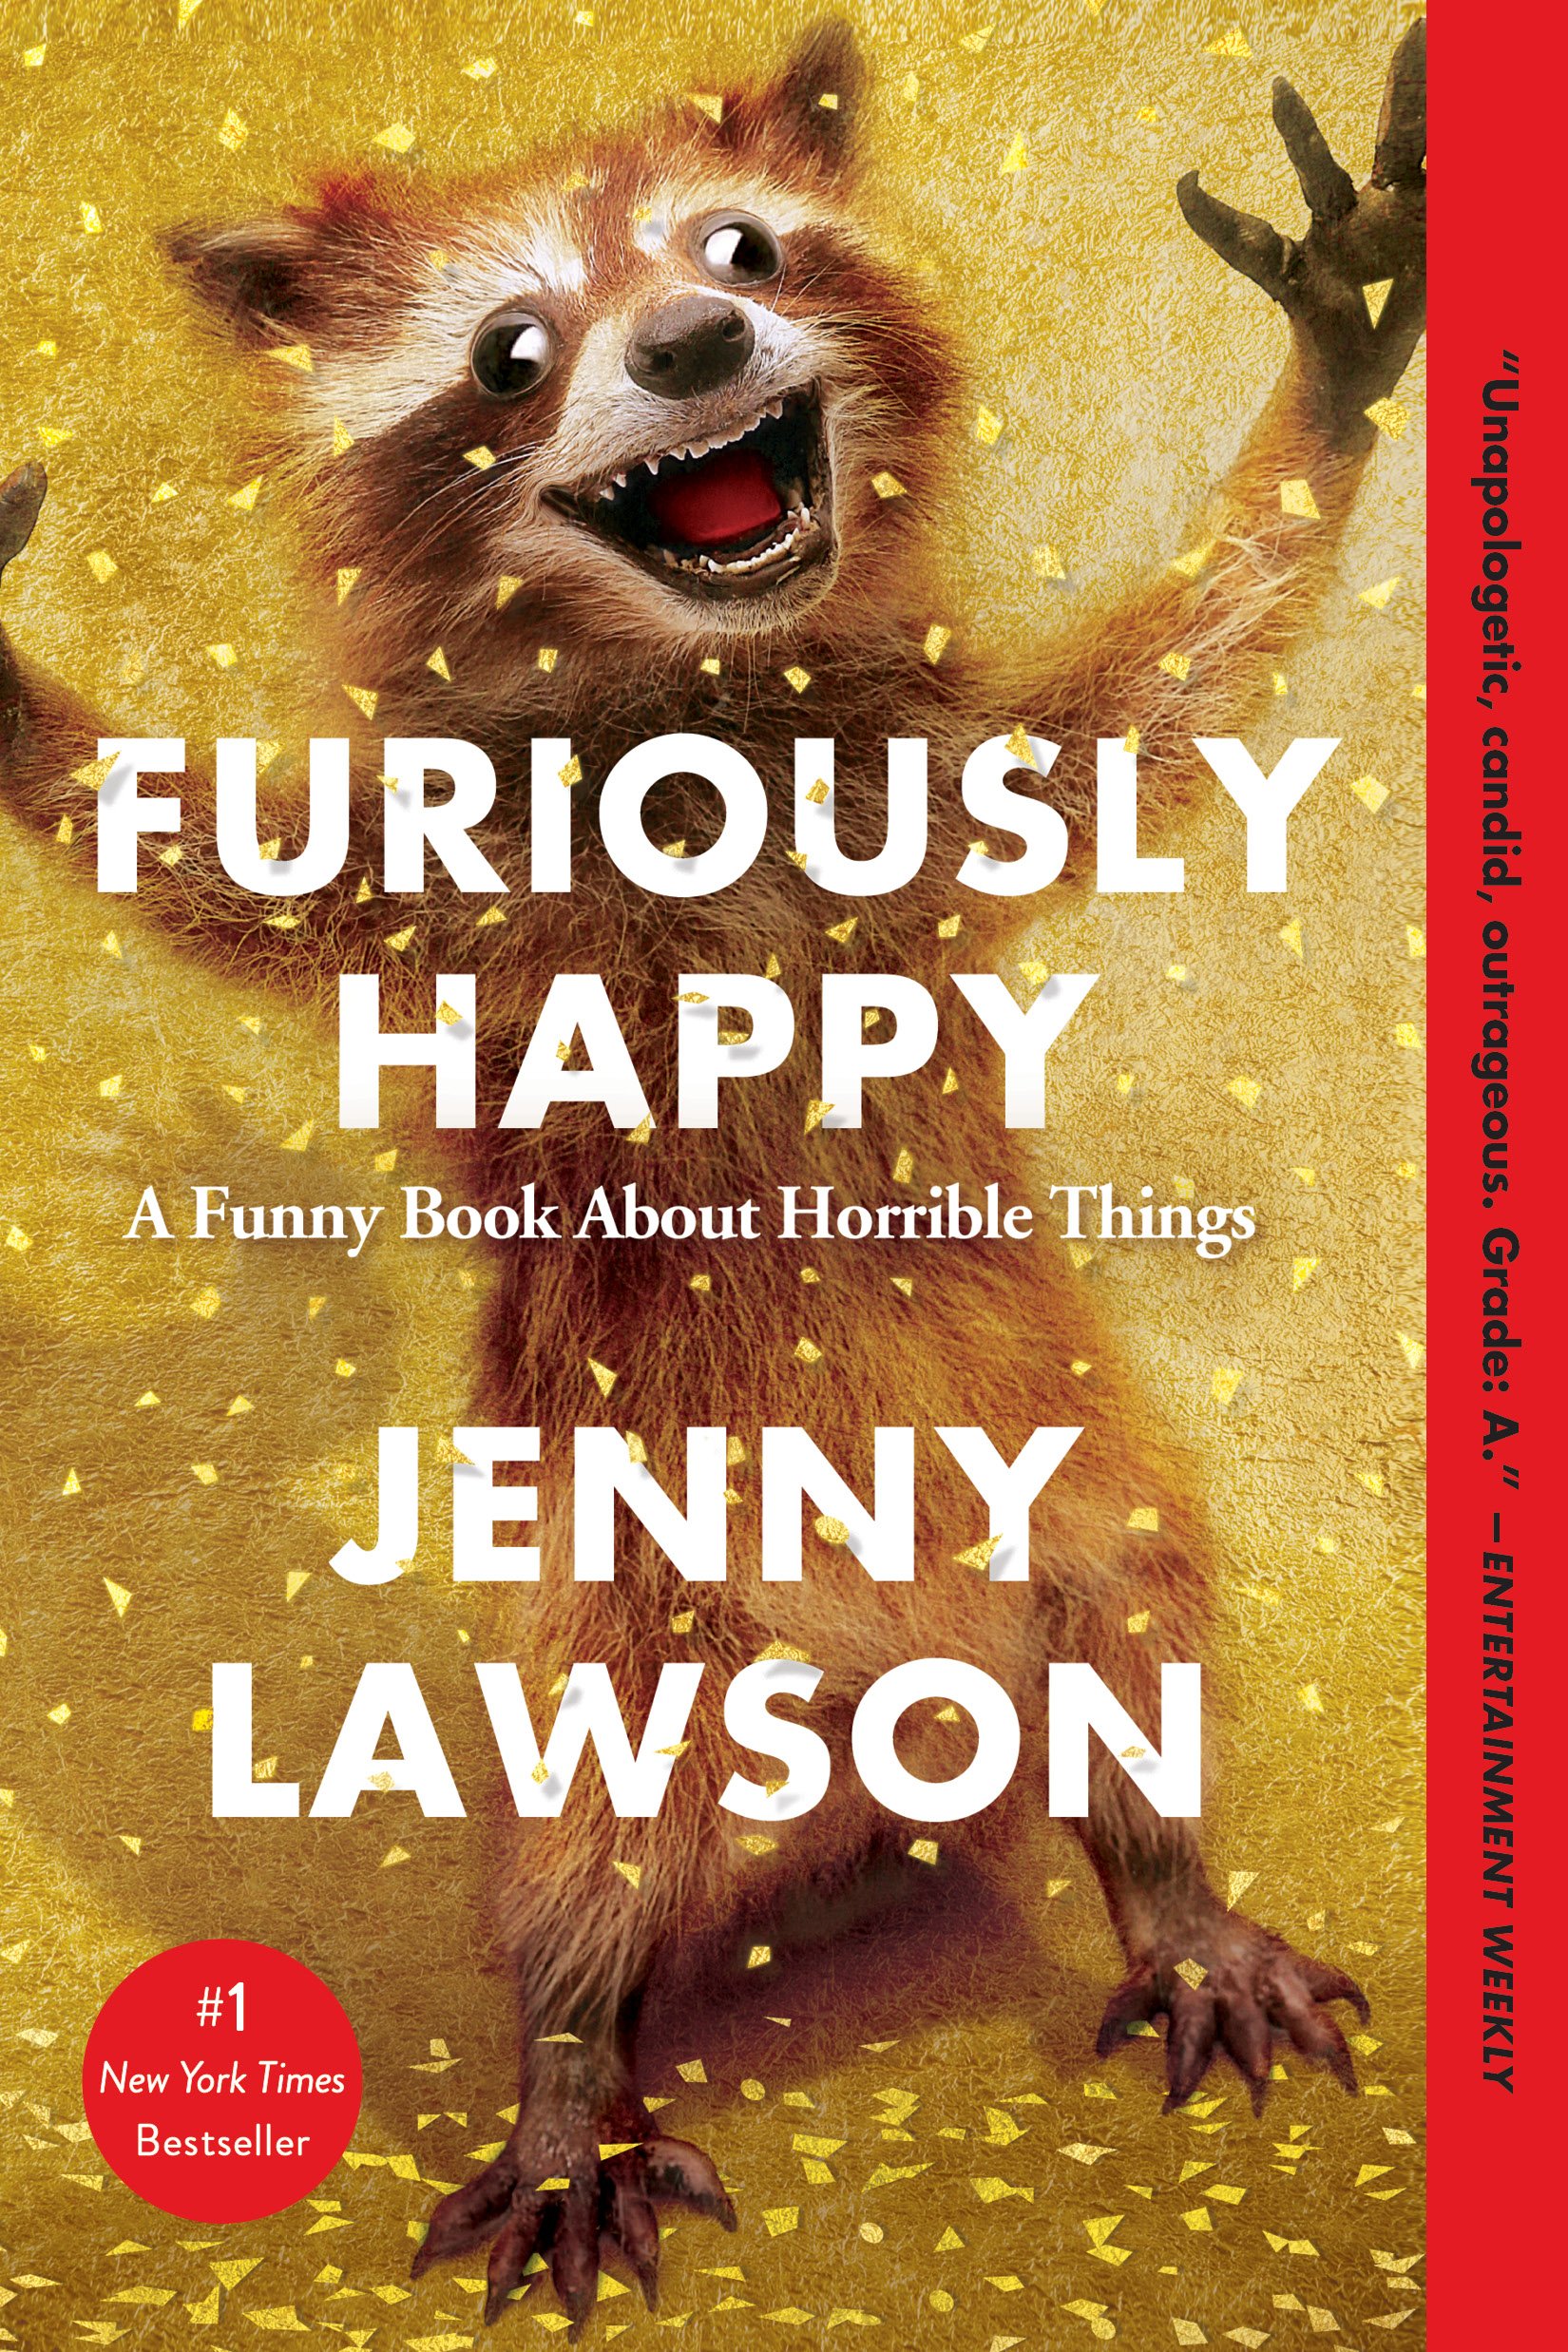 FURIOUSLY
HAPPY
A Funny Book About Horrible Things
JENNY
LAWSON
#1
New York Times
Bestseller
“Unapologetic, candid, outrageous. Grade: A.” —ENTERTAINMENT WEEKLY